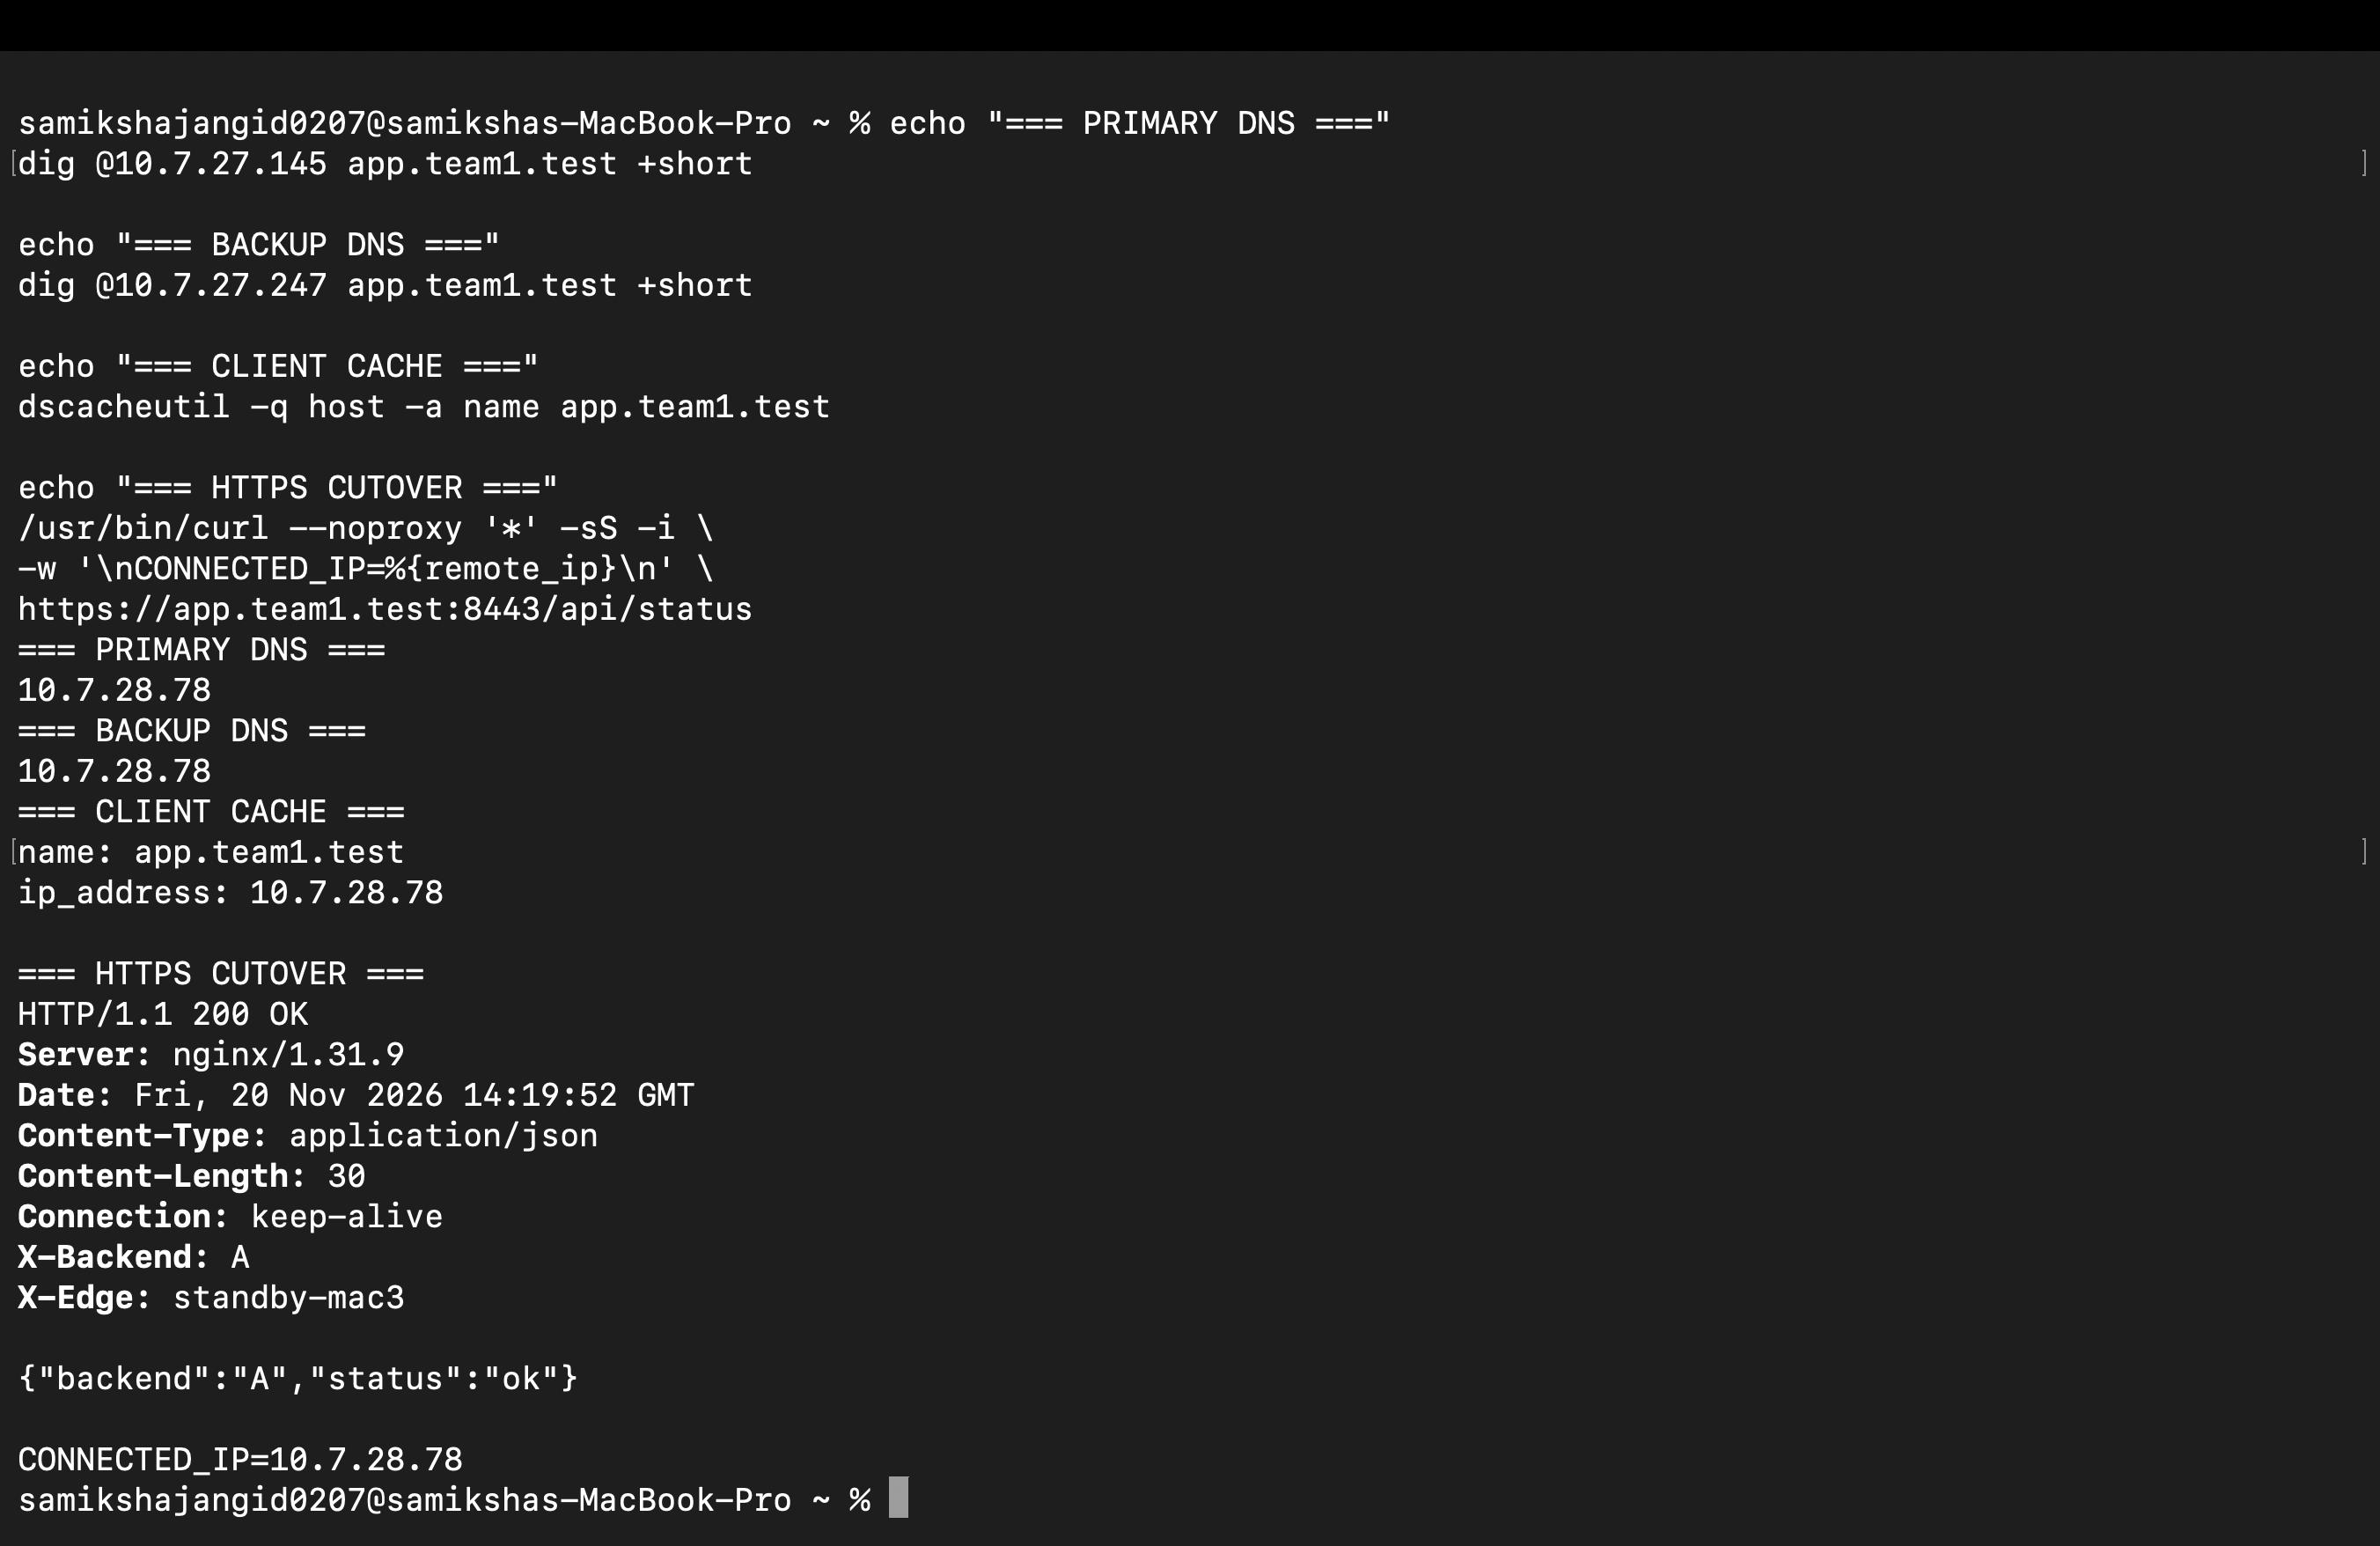 samikshajangid0207@samikshas-MacBook-Pro ~ % echo "=== PRIMARY DNS ==="
dig @10.7.27.145 app.team1.test +short
echo "=== BACKUP DNS ==="
dig @10.7.27.247 app.team1.test +short
echo "=== CLIENT CACHE ==="
dscacheutil -q host -a name app.team1.test
echo "=== HTTPS CUTOVER ==="
/usr/bin/curl --noproxy '*' -sS -i \
-w '\nCONNECTED_IP=%{remote_ip}\n' \
https://app.team1.test:8443/api/status
=== PRIMARY DNS ===
10.7.28.78
=== BACKUP DNS ===
10.7.28.78
=== CLIENT CACHE ===
name: app.team1.test
ip_address: 10.7.28.78
=== HTTPS CUTOVER ===
HTTP/1.1 200 OK
Server: nginx/1.31.9
Date: Fri, 20 Nov 2026 14:19:52 GMT
Content-Type: application/json
Content-Length: 30
Connection: keep-alive
X-Backend: A
X-Edge: standby-mac3
{"backend":"A","status":"ok"}
CONNECTED_IP=10.7.28.78
samikshajangid0207@samikshas-MacBook-Pro ~ %